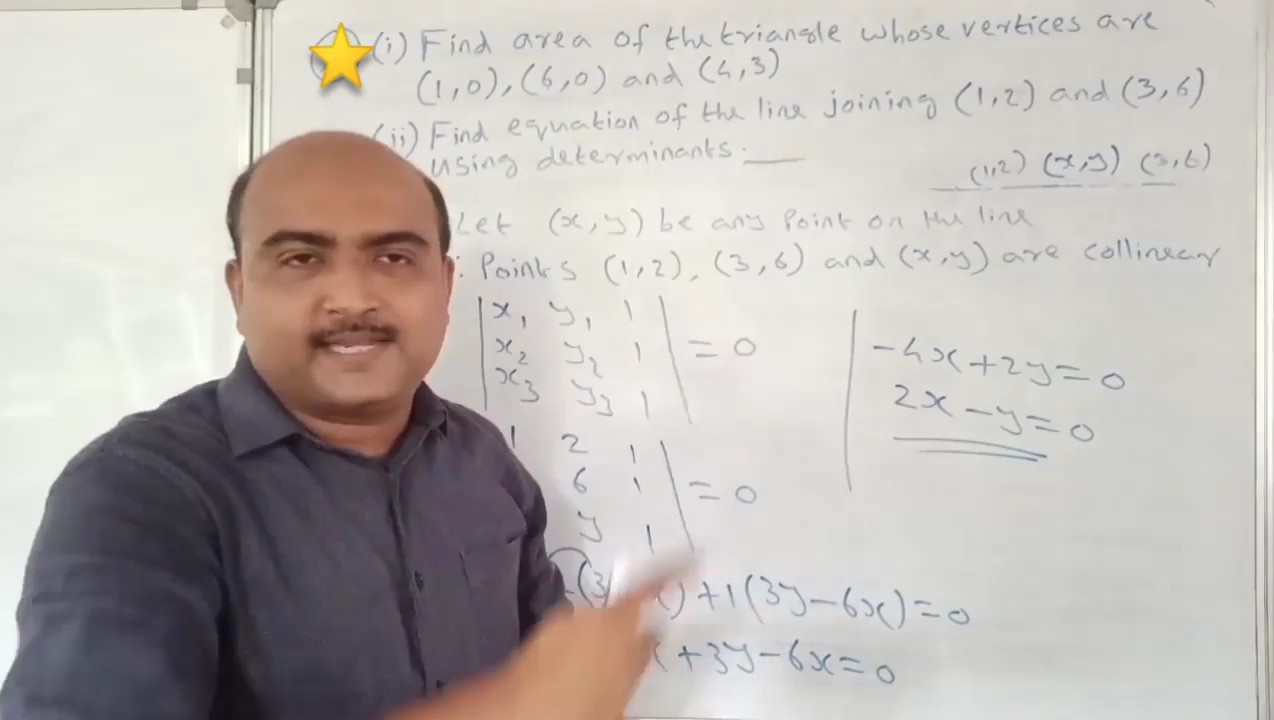 (i) Find area of the triangle whose vertices are
(1,0), (6,0) and (4,3)
(ii) Find equation of the line joining (1,2) and (3,6)
using determinants.
(1,2) (x,y) (3,6)
Let (x,y) be any Point on the line
: Points (1,2), (3,6) and (x,y) are collinear
| x₁ y₁ 1 |
| x₂ y₂ 1 | = 0
| x₃ y₃ 1 |
1 2 1 |
6 1 | = 0
y 1 |
(3 x) +1(3y-6x)=0
x +3y-6x=0
-4x+2y=0
2x-y=0